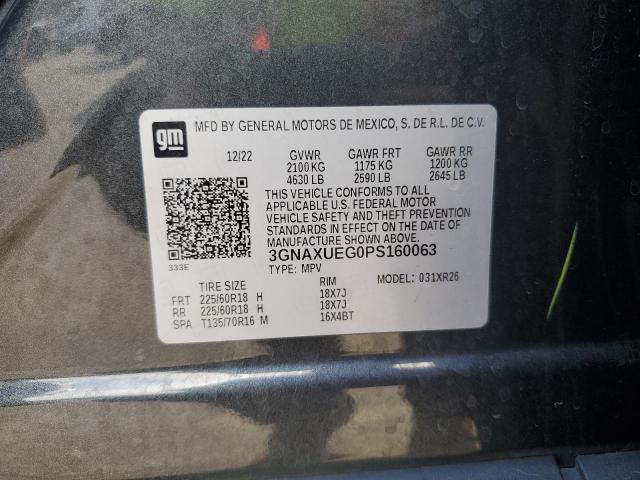 gm MFD BY GENERAL MOTORS DE MEXICO, S. DE R.L. DE C.V.
12/22 GVWR GAWR FRT GAWR RR
2100 KG 1175 KG 1200 KG
4630 LB 2590 LB 2645 LB
THIS VEHICLE CONFORMS TO ALL
APPLICABLE U.S. FEDERAL MOTOR
VEHICLE SAFETY AND THEFT PREVENTION
STANDARDS IN EFFECT ON THE DATE OF
MANUFACTURE SHOWN ABOVE.
333E 3GNAXUEG0PS160063
TYPE: MPV
TIRE SIZE RIM MODEL: 031XR26
FRT 225/60R18 H 18X7J
RR 225/60R18 H 18X7J
SPA T135/70R16 M 16X4BT